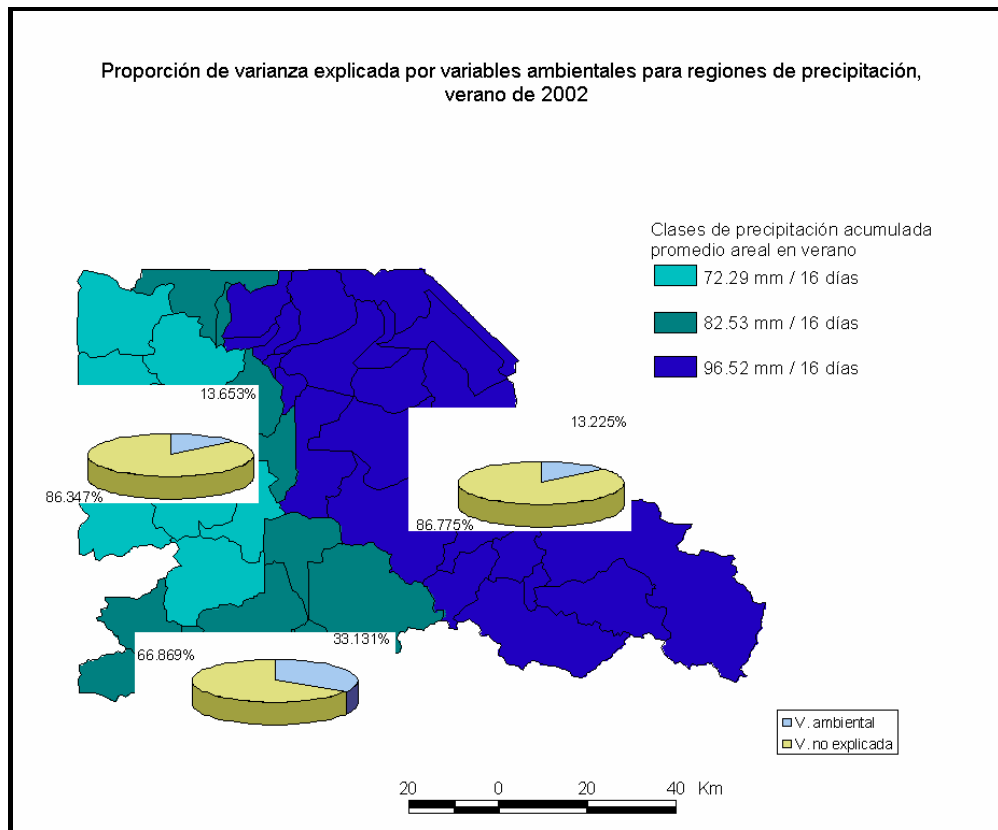 Proporción de varianza explicada por variables ambientales para regiones de precipitación,
verano de 2002
Clases de precipitación acumulada
promedio areal en verano
72.29 mm / 16 días
82.53 mm / 16 días
96.52 mm / 16 días
13.653%
86.347%
13.225%
86.775%
33.131%
66.869%
V. ambiental
V. no explicada
20 0 20 40 Km